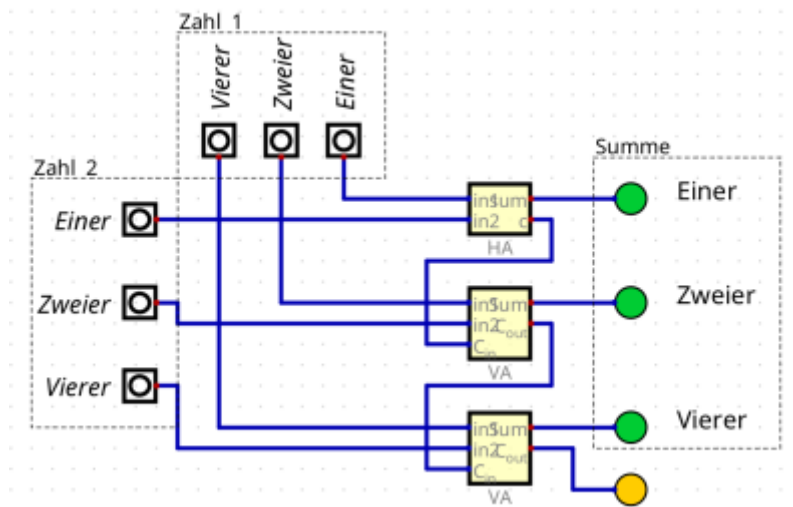 Zahl 1
Vierer
Zweier
Einer
Zahl 2
Summe
Einer
in1 Sum
Einer
in2 c
HA
Zweier
in1 Sum
Zweier
in2 Cout
Cin
VA
Vierer
in1 Sum
Vierer
in2 Cout
Cin
VA